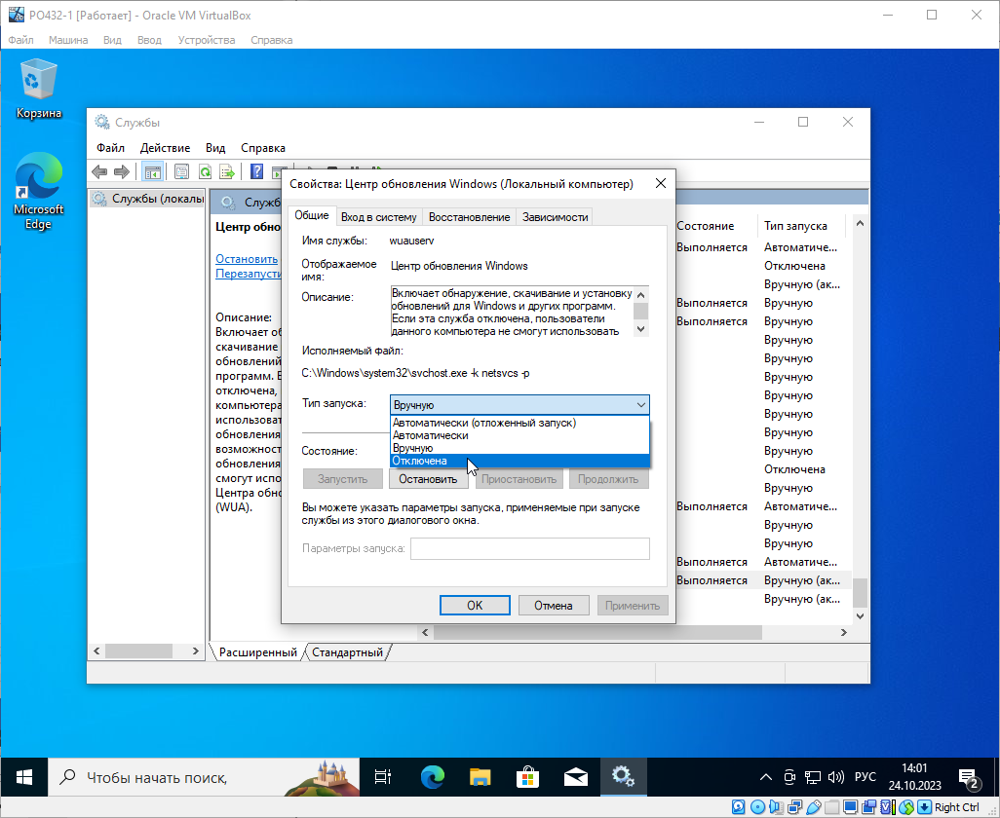 PO432-1 [Работает] - Oracle VM VirtualBox
Файл Машина Вид Ввод Устройства Справка
Корзина
Microsoft
Edge
Службы
Файл Действие Вид Справка
Службы (локалы
Служб
Центр обно
Остановить
Перезапусти
Описание:
Включает об
скачивание
обновлений
программ. Е
отключена,
компьютера
использоват
обновления
возможност
обновления
смогут испо
Центра обно
(WUA).
Свойства: Центр обновления Windows (Локальный компьютер)
Общие Вход в систему Восстановление Зависимости
Имя службы: wuauserv
Отображаемое
имя:
Центр обновления Windows
Описание:
Включает обнаружение, скачивание и установку
обновлений для Windows и других программ.
Если эта служба отключена, пользователи
данного компьютера не смогут использовать
Исполняемый файл:
C:\Windows\system32\svchost.exe -k netsvcs -p
Тип запуска: Вручную
Автоматически (отложенный запуск)
Автоматически
Вручную
Отключена
Состояние:
Запустить Остановить Приостановить Продолжить
Вы можете указать параметры запуска, применяемые при запуске
службы из этого диалогового окна.
Параметры запуска:
OK Отмена Применить
Состояние Тип запуска
Выполняется Автоматиче...
Отключена
Вручную (ак...
Выполняется Вручную
Выполняется Вручную
Вручную
Вручную
Вручную
Вручную
Вручную
Вручную
Вручную
Отключена
Вручную
Выполняется Автоматиче...
Вручную
Вручную
Выполняется Автоматиче...
Выполняется Вручную (ак...
Вручную (ак...
Расширенный Стандартный
Чтобы начать поиск,
РУС
14:01
24.10.2023
2
Right Ctrl